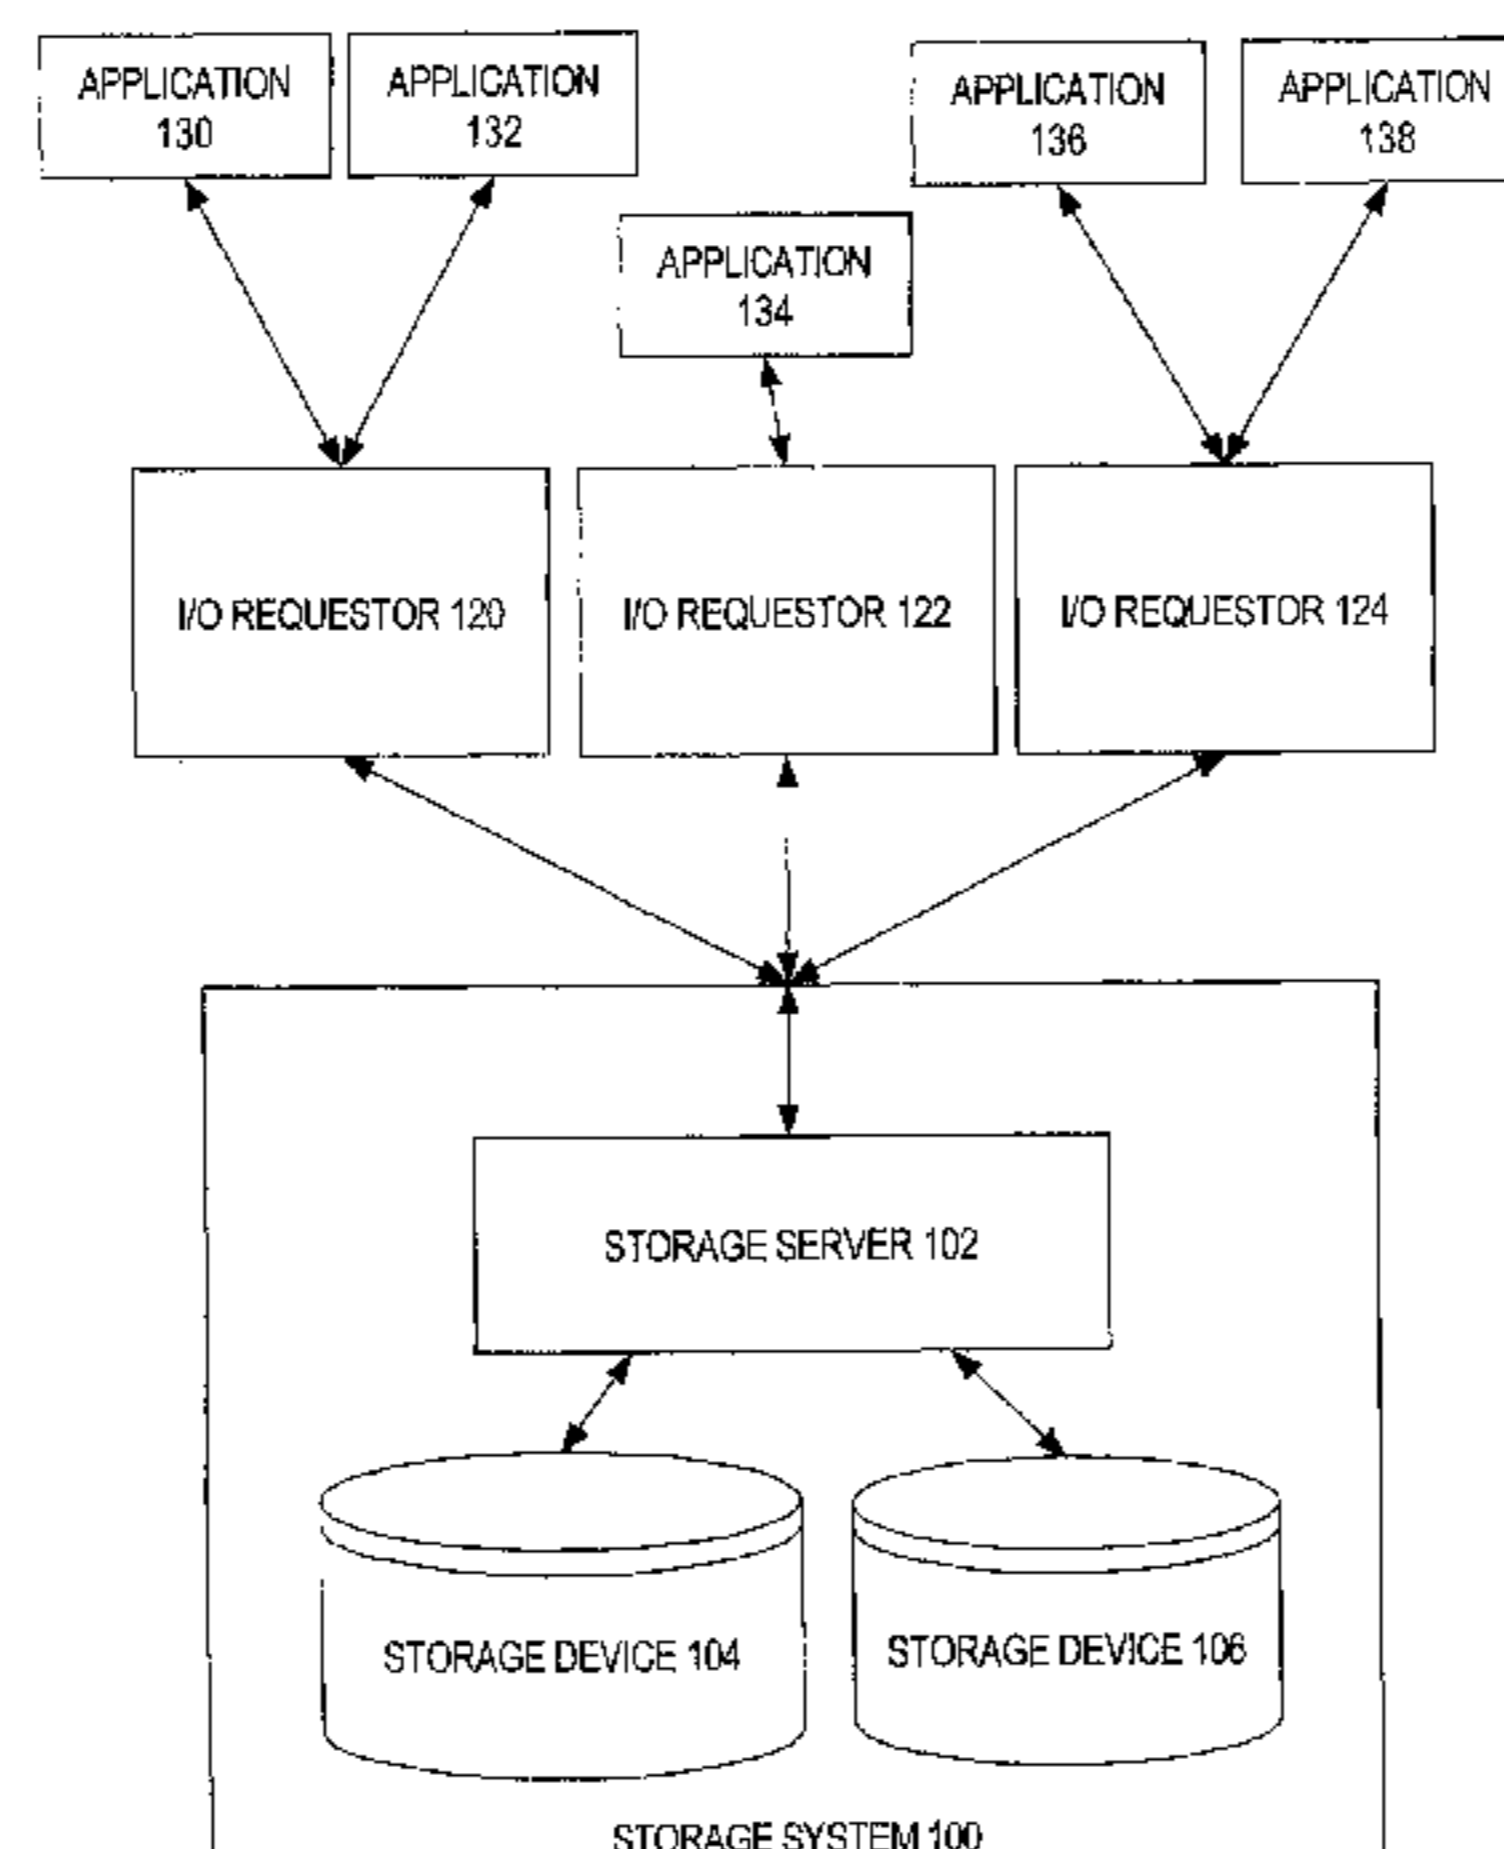 APPLICATION
130
APPLICATION
132
APPLICATION
136
APPLICATION
138
APPLICATION
134
I/O REQUESTOR 120
I/O REQUESTOR 122
I/O REQUESTOR 124
STORAGE SERVER 102
STORAGE DEVICE 104
STORAGE DEVICE 106
STORAGE SYSTEM 100